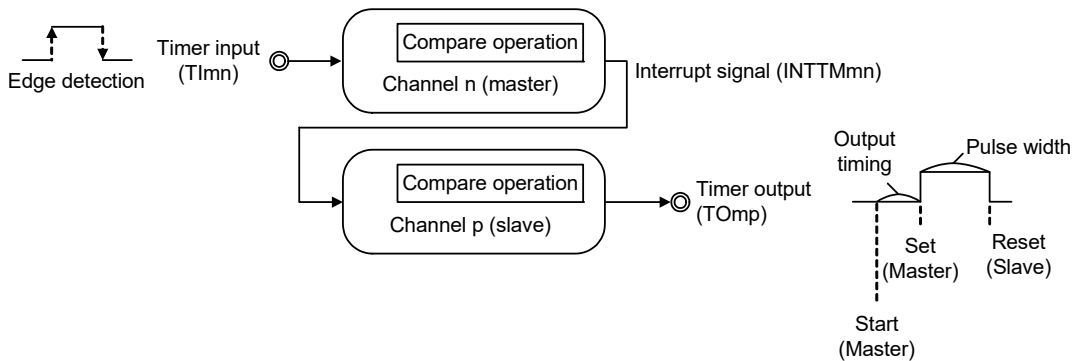 Edge detection
Timer input
(TImn)
Compare operation
Channel n (master)
Interrupt signal (INTTMmn)
Compare operation
Channel p (slave)
Timer output
(TOmp)
Output
timing
Pulse width
Set
(Master)
Reset
(Slave)
Start
(Master)